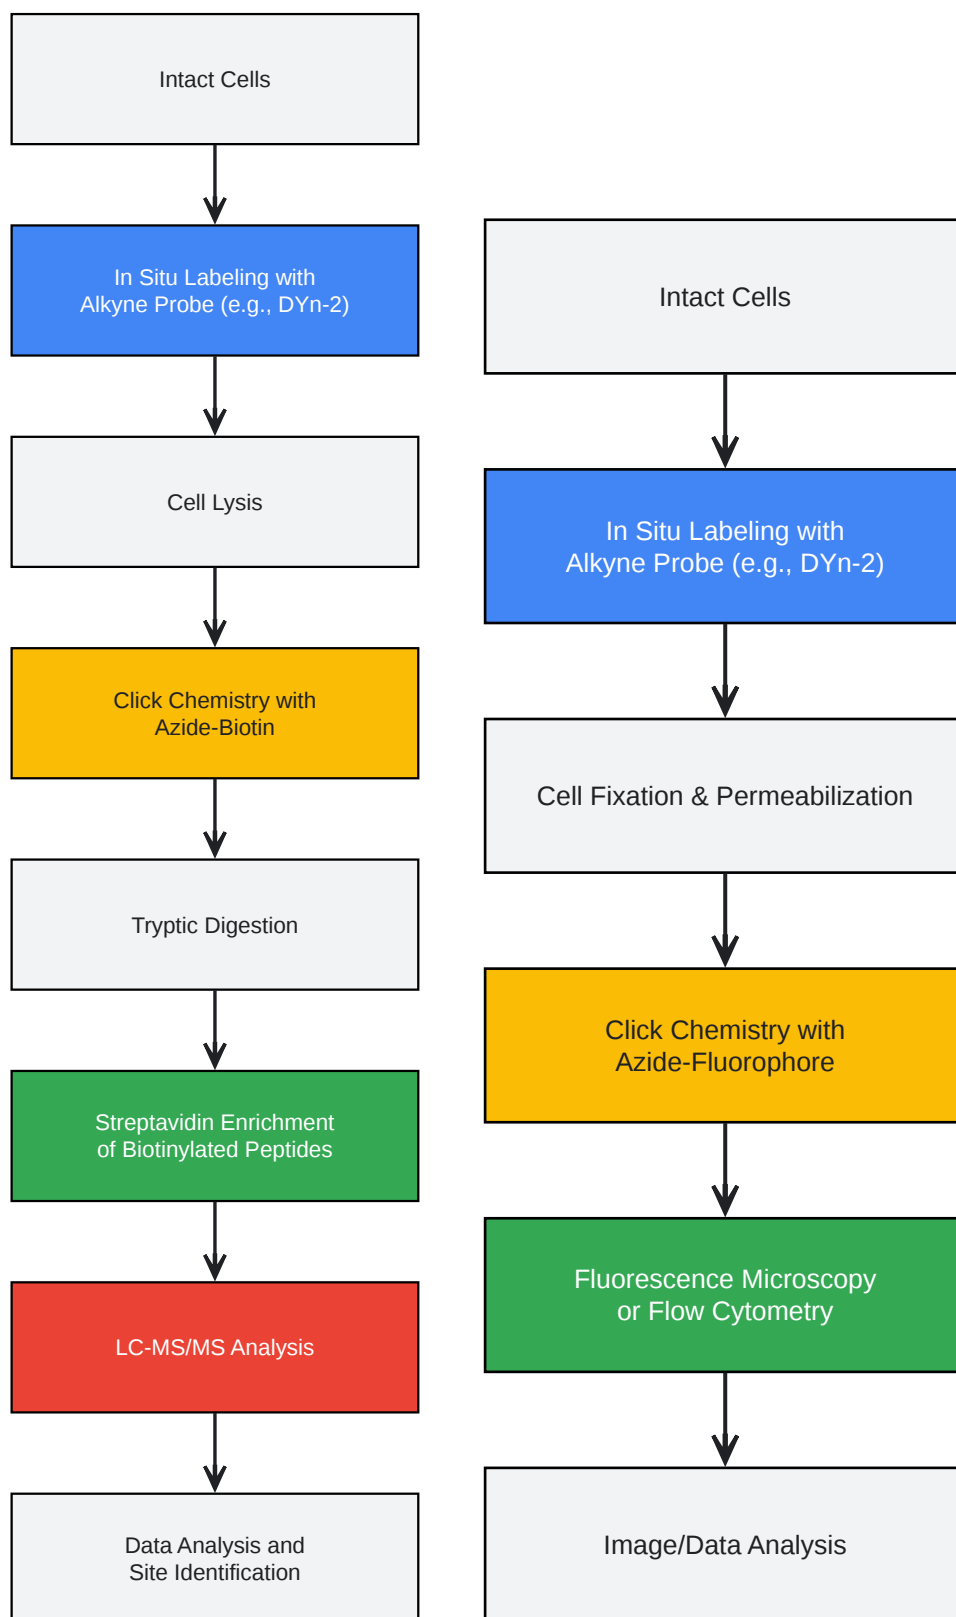 Intact Cells
In Situ Labeling with
Alkyne Probe (e.g., DYn-2)
Cell Lysis
Click Chemistry with
Azide-Biotin
Tryptic Digestion
Streptavidin Enrichment
of Biotinylated Peptides
LC-MS/MS Analysis
Data Analysis and
Site Identification
Intact Cells
In Situ Labeling with
Alkyne Probe (e.g., DYn-2)
Cell Fixation & Permeabilization
Click Chemistry with
Azide-Fluorophore
Fluorescence Microscopy
or Flow Cytometry
Image/Data Analysis